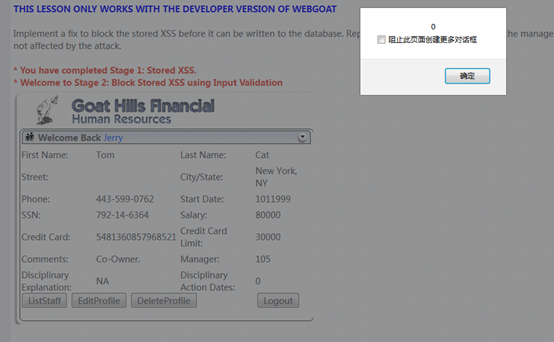 THIS LESSON ONLY WORKS WITH THE DEVELOPER VERSION OF WEBGOAT
Implement a fix to block the stored XSS before it can be written to the database. Rep
the manage
not affected by the attack.
* You have completed Stage 1: Stored XSS.
* Welcome to Stage 2: Block Stored XSS using Input Validation
0
阻止此页面创建更多对话框
确定
Goat Hills Financial
Human Resources
Welcome Back Jerry
First Name: Tom Last Name: Cat
Street: City/State: New York, NY
Phone: 443-599-0762 Start Date: 1011999
SSN: 792-14-6364 Salary: 80000
Credit Card: 5481360857968521 Credit Card Limit: 30000
Comments: Co-Owner. Manager: 105
Disciplinary Explanation: NA Disciplinary Action Dates: 0
ListStaff EditProfile DeleteProfile Logout